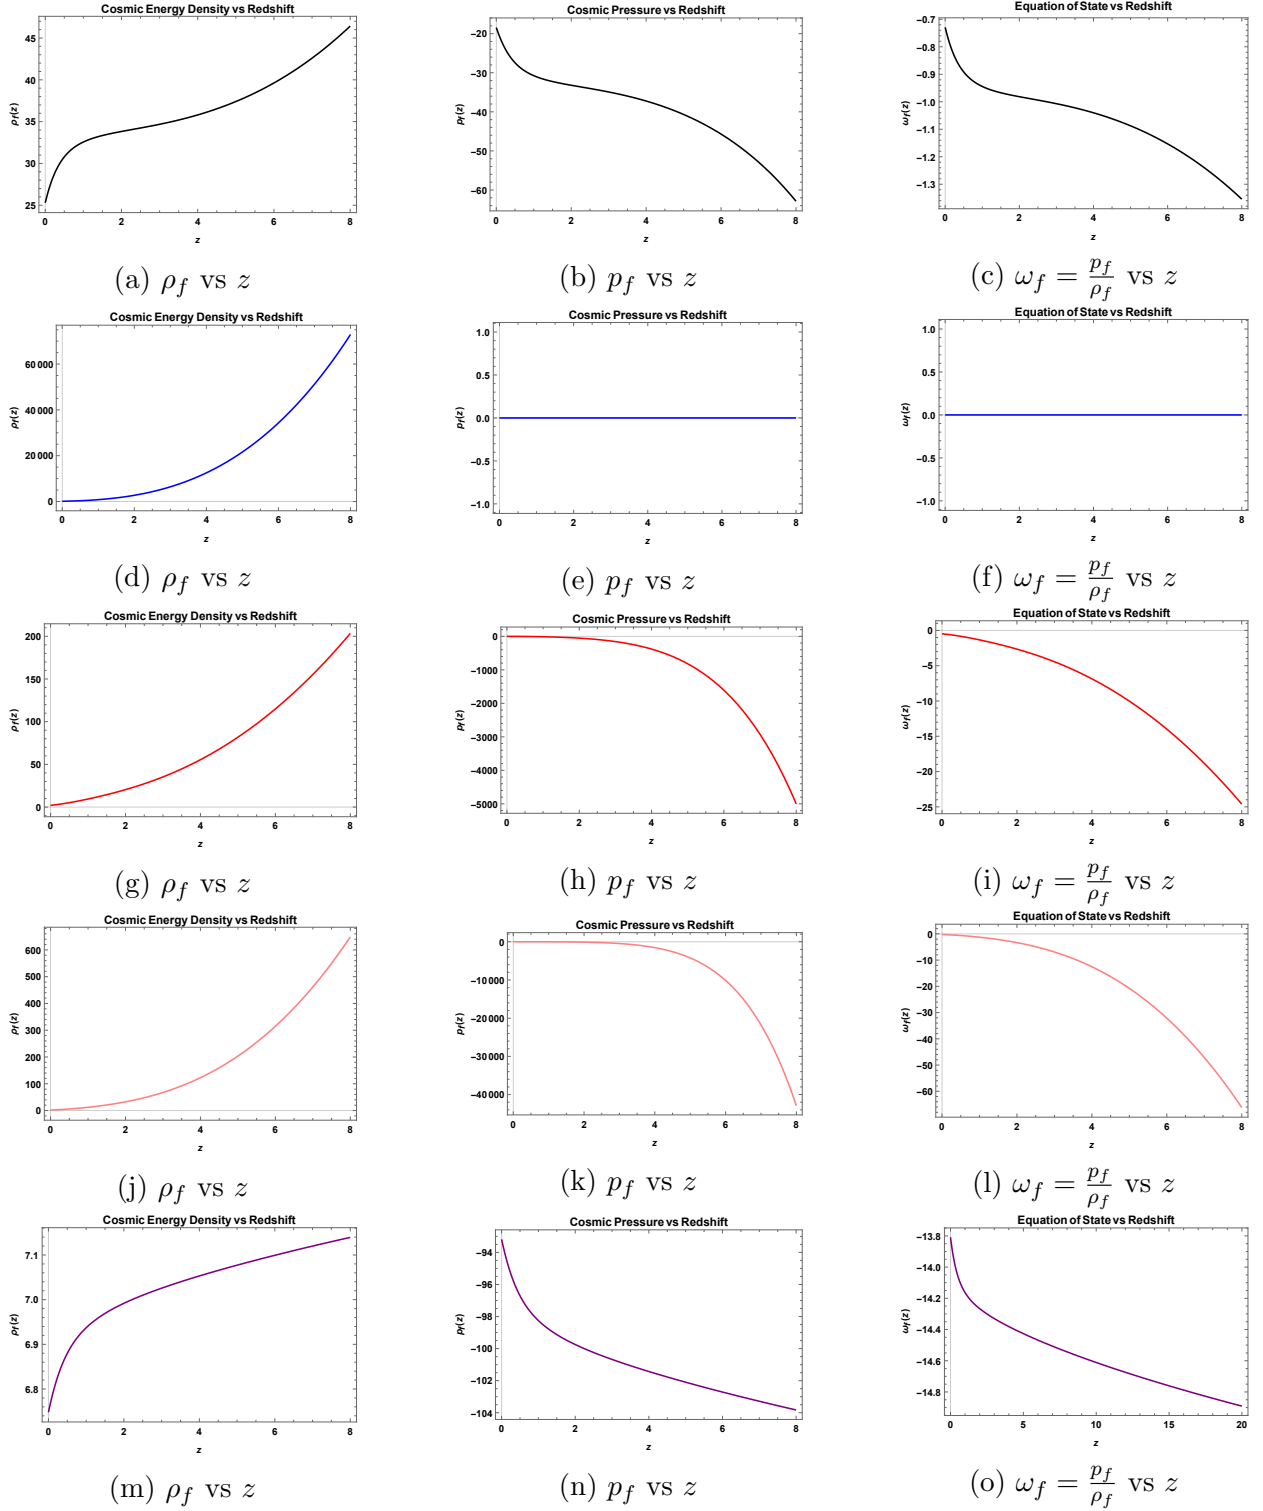 Cosmic Energy Density vs Redshift
ρf(z)
45
40
35
30
25
0 2 4 6 8
z
(a) ρf vs z
Cosmic Pressure vs Redshift
pf(z)
−20
−30
−40
−50
−60
0 2 4 6 8
z
(b) pf vs z
Equation of State vs Redshift
ωf(z)
−0.7
−0.8
−0.9
−1.0
−1.1
−1.2
−1.3
0 2 4 6 8
z
(c) ωf = pf/ρf vs z
Cosmic Energy Density vs Redshift
ρf(z)
60 000
40 000
20 000
0
0 2 4 6 8
z
(d) ρf vs z
Cosmic Pressure vs Redshift
pf(z)
1.0
0.5
0.0
−0.5
−1.0
0 2 4 6 8
z
(e) pf vs z
Equation of State vs Redshift
ωf(z)
1.0
0.5
0.0
−0.5
−1.0
0 2 4 6 8
z
(f) ωf = pf/ρf vs z
Cosmic Energy Density vs Redshift
ρf(z)
200
150
100
50
0
0 2 4 6 8
z
(g) ρf vs z
Cosmic Pressure vs Redshift
pf(z)
0
−1000
−2000
−3000
−4000
−5000
0 2 4 6 8
z
(h) pf vs z
Equation of State vs Redshift
ωf(z)
0
−5
−10
−15
−20
−25
0 2 4 6 8
z
(i) ωf = pf/ρf vs z
Cosmic Energy Density vs Redshift
ρf(z)
600
500
400
300
200
100
0
0 2 4 6 8
z
(j) ρf vs z
Cosmic Pressure vs Redshift
pf(z)
0
−10 000
−20 000
−30 000
−40 000
0 2 4 6 8
z
(k) pf vs z
Equation of State vs Redshift
ωf(z)
0
−10
−20
−30
−40
−50
−60
0 2 4 6 8
z
(l) ωf = pf/ρf vs z
Cosmic Energy Density vs Redshift
ρf(z)
7.1
7.0
6.9
6.8
0 2 4 6 8
z
(m) ρf vs z
Cosmic Pressure vs Redshift
pf(z)
−94
−96
−98
−100
−102
−104
0 2 4 6 8
z
(n) pf vs z
Equation of State vs Redshift
ωf(z)
−13.8
−14.0
−14.2
−14.4
−14.6
−14.8
0 5 10 15 20
z
(o) ωf = pf/ρf vs z